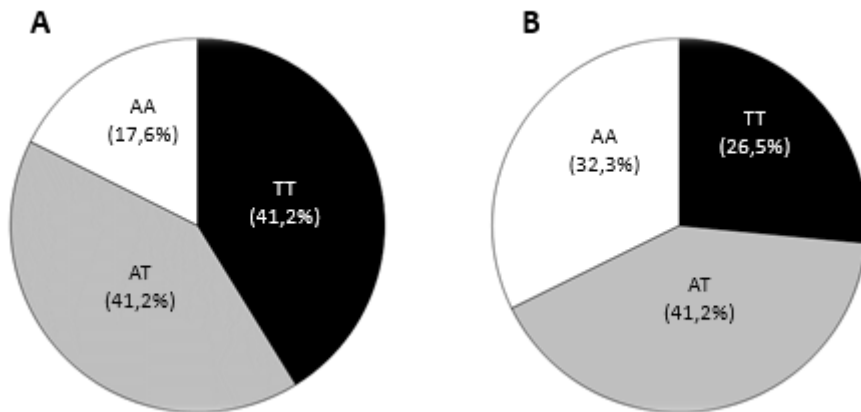 A
AA
(17,6%)
TT
(41,2%)
AT
(41,2%)
B
AA
(32,3%)
TT
(26,5%)
AT
(41,2%)